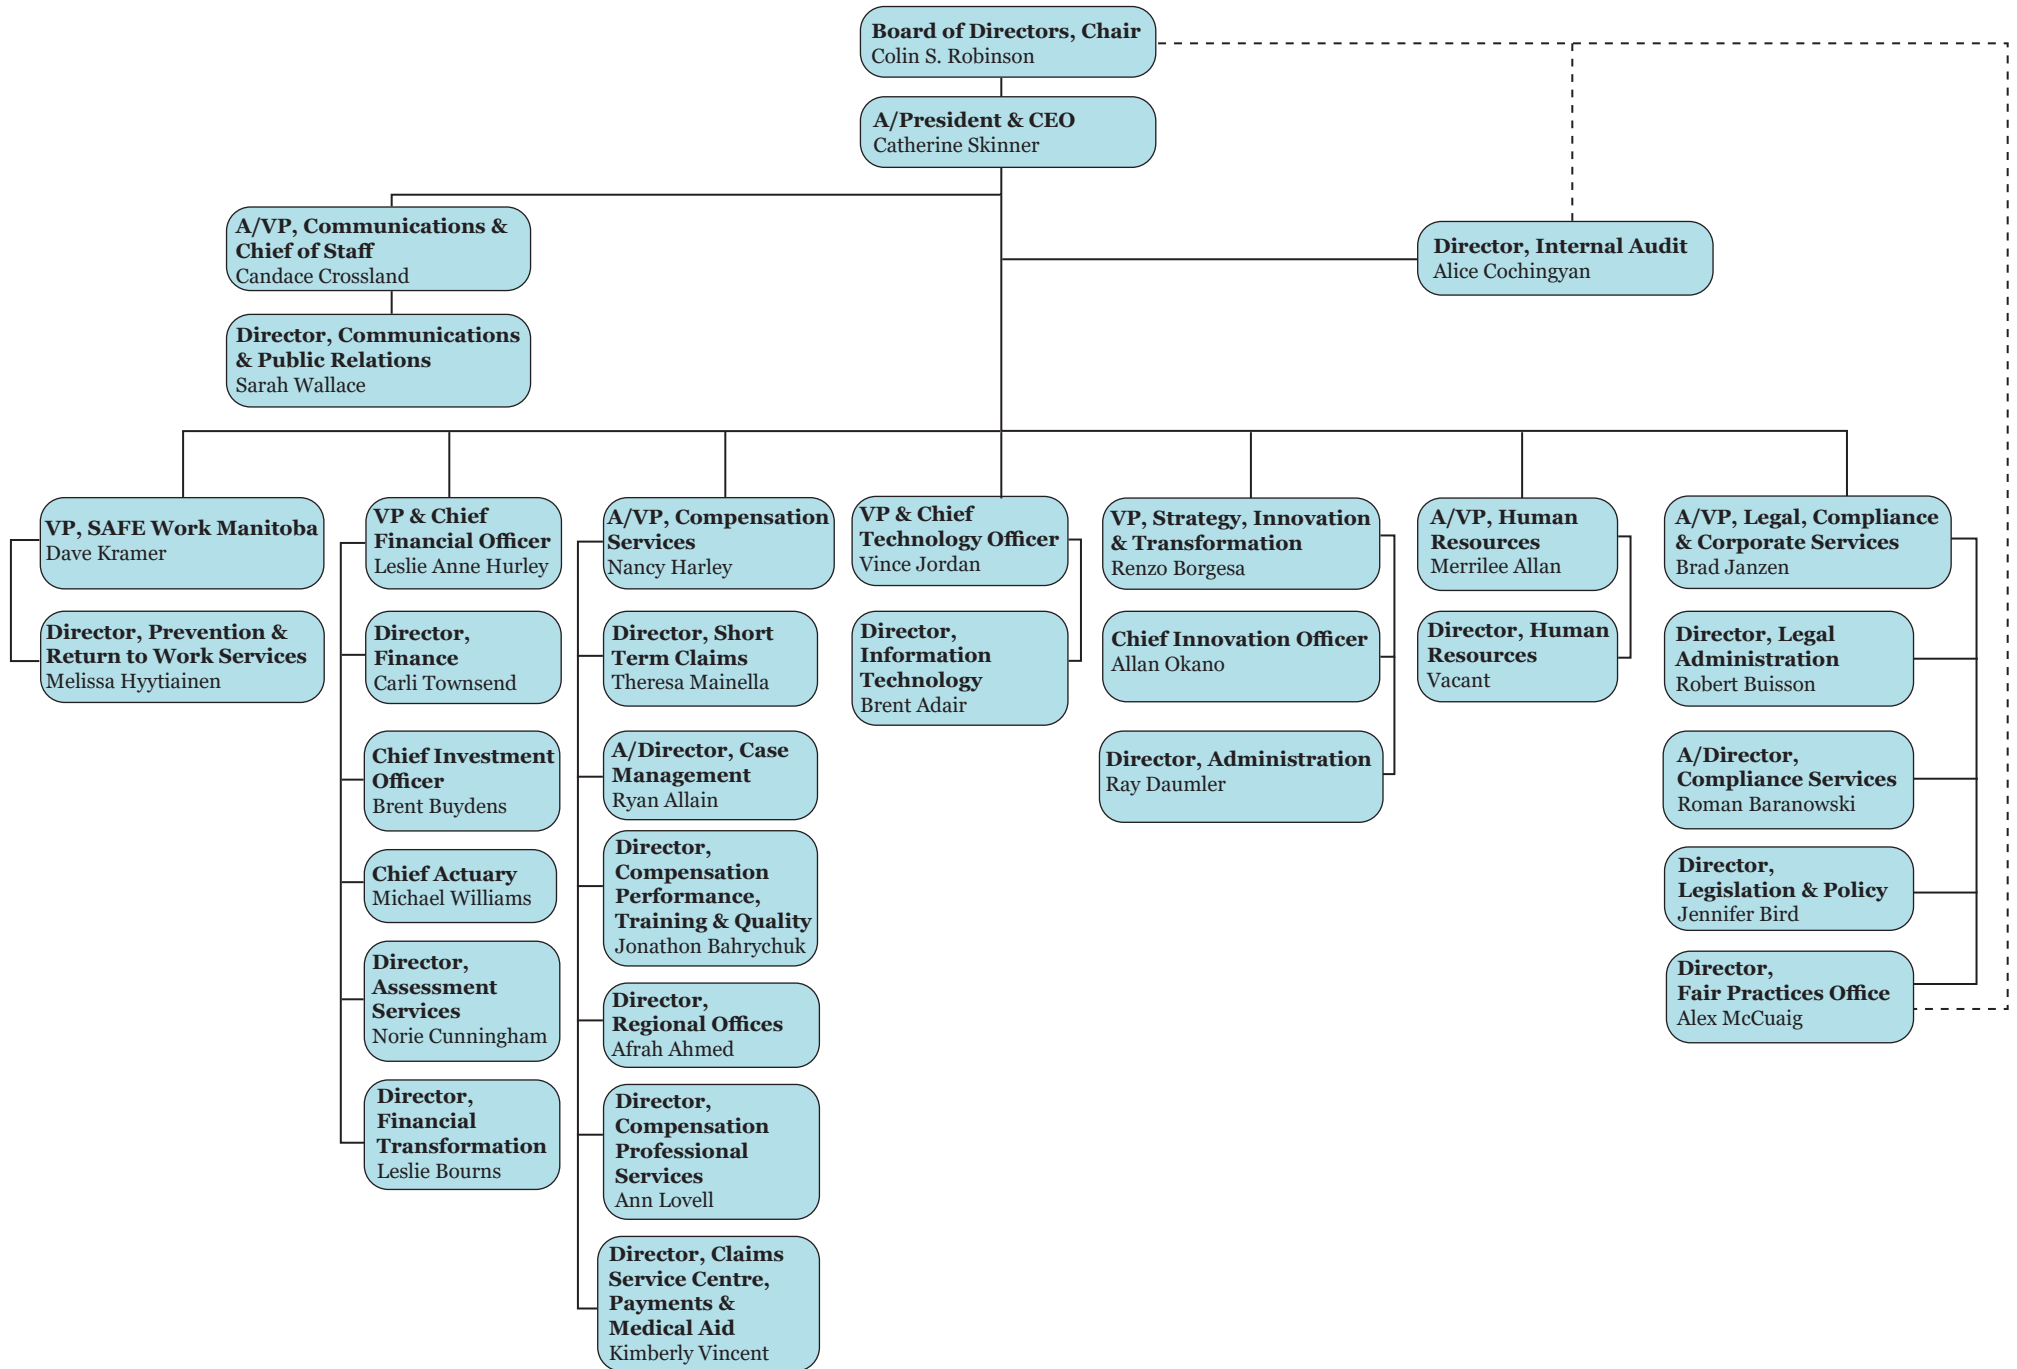 Board of Directors, Chair
Colin S. Robinson
A/President & CEO
Catherine Skinner
A/VP, Communications &
Chief of Staff
Candace Crossland
Director, Internal Audit
Alice Cochingyan
Director, Communications
& Public Relations
Sarah Wallace
VP, SAFE Work Manitoba
Dave Kramer
Director, Prevention &
Return to Work Services
Melissa Hyytiainen
VP & Chief
Financial Officer
Leslie Anne Hurley
Director,
Finance
Carli Townsend
Chief Investment
Officer
Brent Buydens
Chief Actuary
Michael Williams
Director,
Assessment
Services
Norie Cunningham
Director,
Financial
Transformation
Leslie Bourns
A/VP, Compensation
Services
Nancy Harley
Director, Short
Term Claims
Theresa Mainella
A/Director, Case
Management
Ryan Allain
Director,
Compensation
Performance,
Training & Quality
Jonathon Bahrychuk
Director,
Regional Offices
Afrah Ahmed
Director,
Compensation
Professional
Services
Ann Lovell
Director, Claims
Service Centre,
Payments &
Medical Aid
Kimberly Vincent
VP & Chief
Technology Officer
Vince Jordan
Director,
Information
Technology
Brent Adair
VP, Strategy, Innovation
& Transformation
Renzo Borgesa
Chief Innovation Officer
Allan Okano
Director, Administration
Ray Daumler
A/VP, Human
Resources
Merrilee Allan
Director, Human
Resources
Vacant
A/VP, Legal, Compliance
& Corporate Services
Brad Janzen
Director, Legal
Administration
Robert Buisson
A/Director,
Compliance Services
Roman Baranowski
Director,
Legislation & Policy
Jennifer Bird
Director,
Fair Practices Office
Alex McCuaig